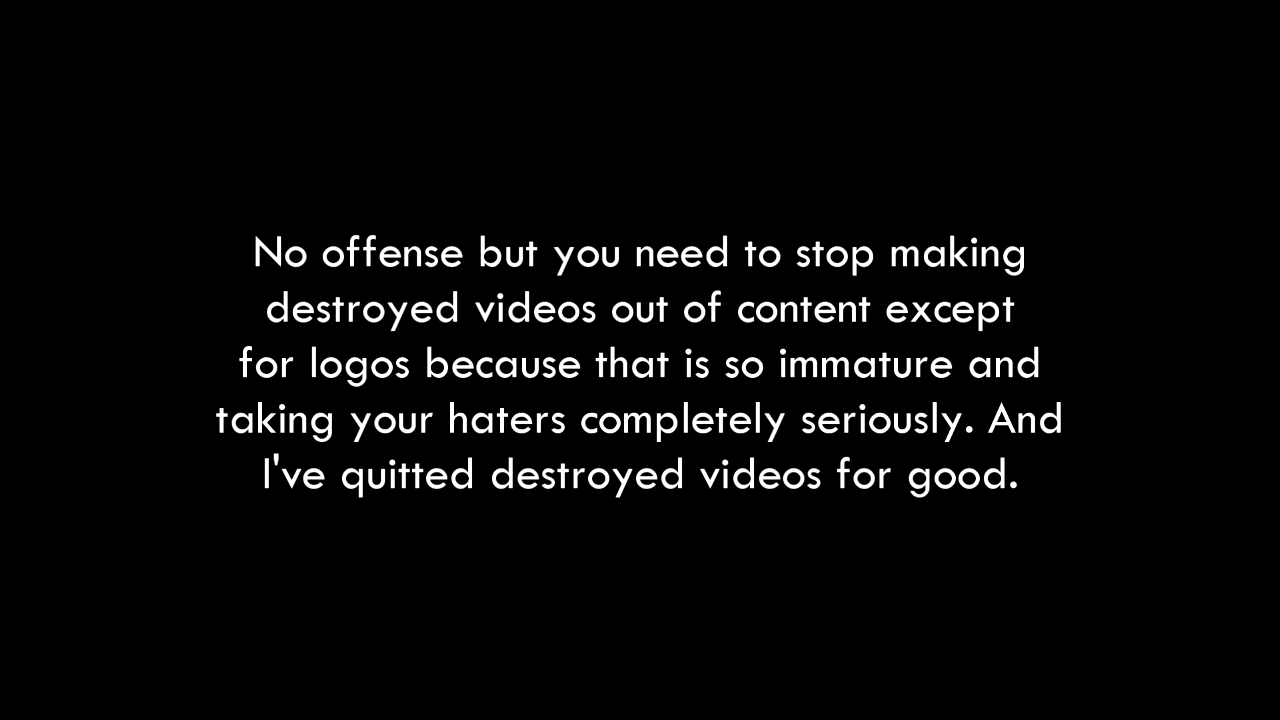 No offense but you need to stop making
destroyed videos out of content except
for logos because that is so immature and
taking your haters completely seriously. And
I've quitted destroyed videos for good.